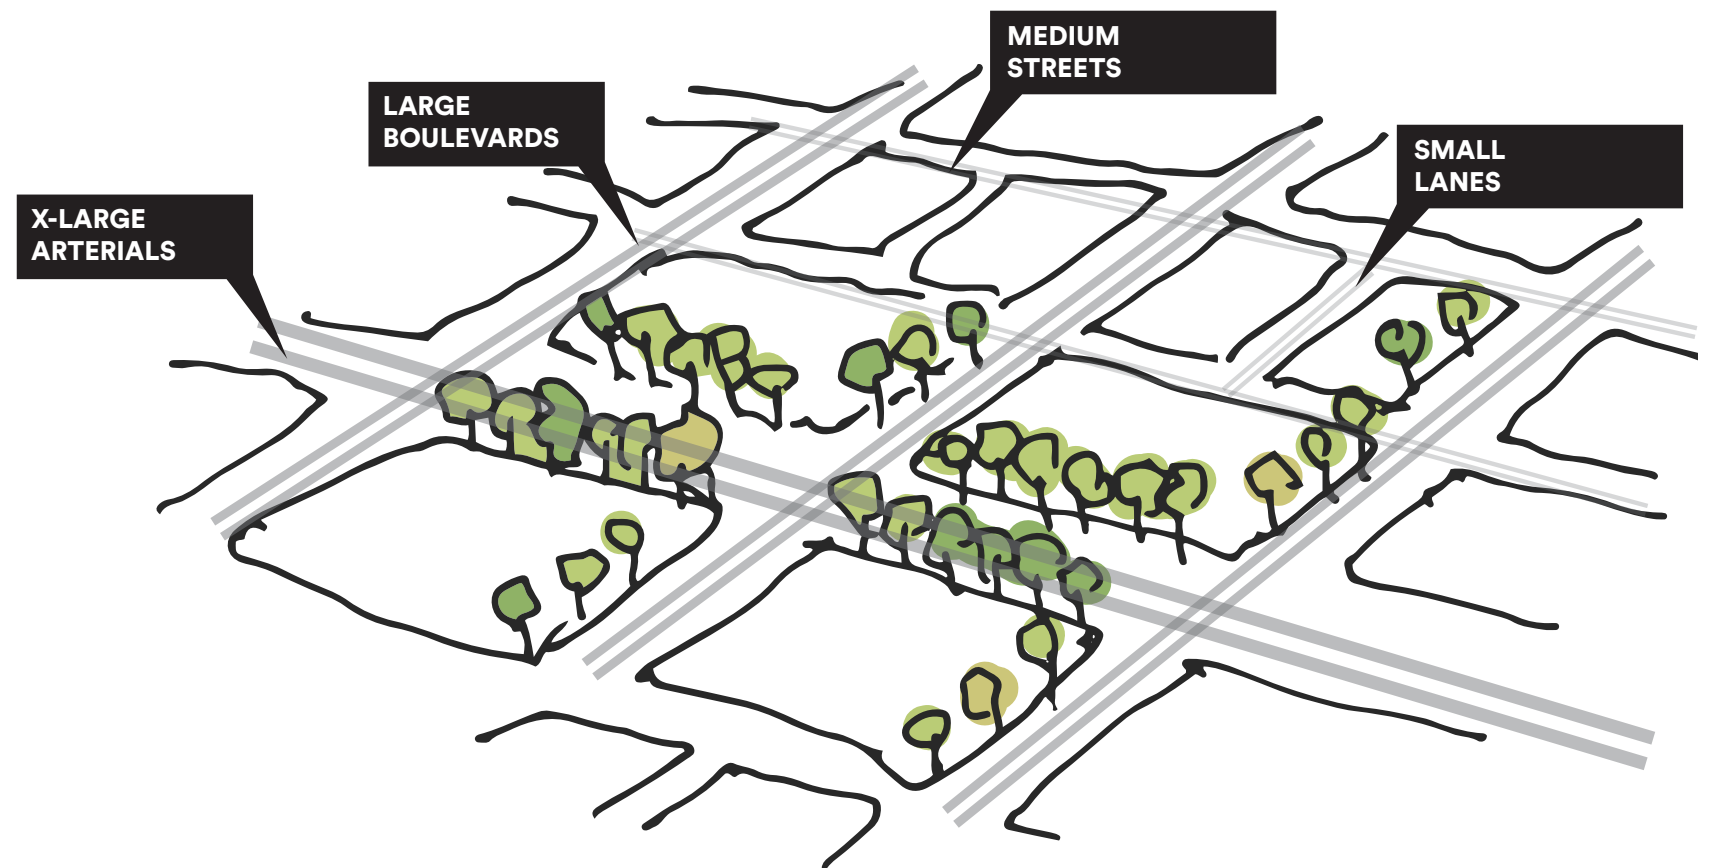 MEDIUM
STREETS
LARGE
BOULEVARDS
SMALL
LANES
X-LARGE
ARTERIALS